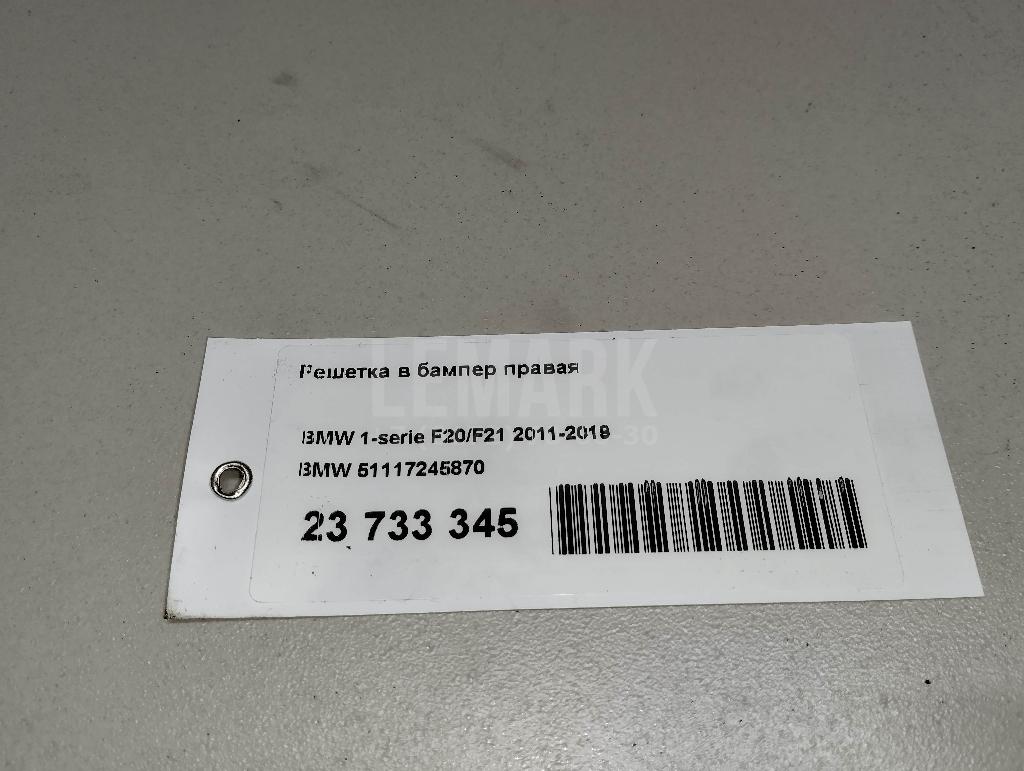 Решетка в бампер правая
LEMARK
BMW 1-serie F20/F21 2011-2019
BMW 51117245870
23 733 345